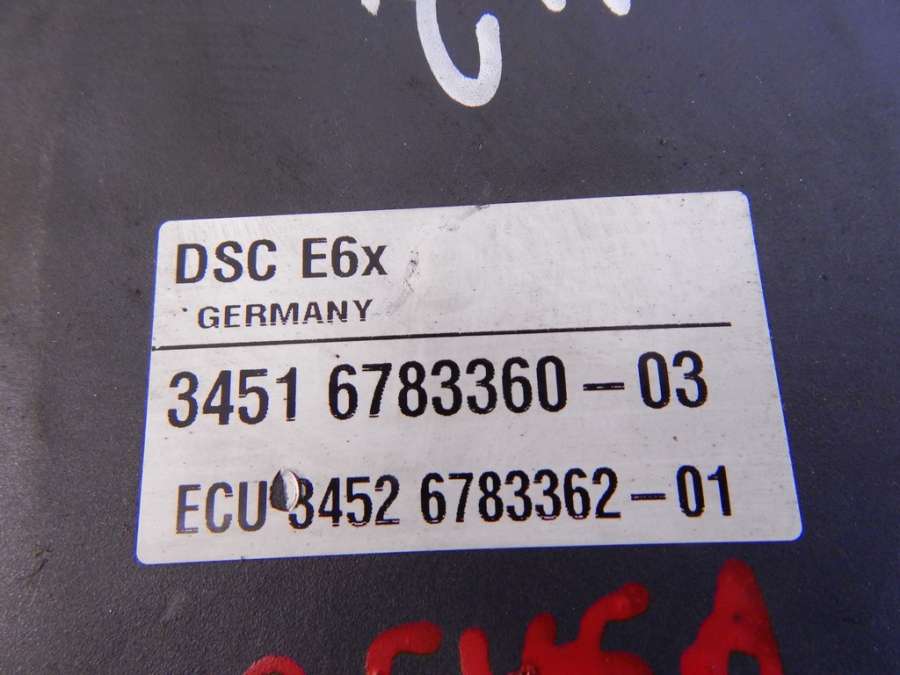 DSC E6x
GERMANY
3451 6783360-03
ECU 3452 6783362-01